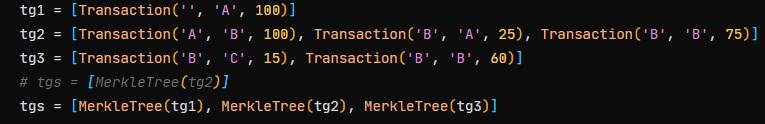 tg1 = [Transaction('', 'A', 100)]
tg2 = [Transaction('A', 'B', 100), Transaction('B', 'A', 25), Transaction('B', 'B', 75)]
tg3 = [Transaction('B', 'C', 15), Transaction('B', 'B', 60)]
# tgs = [MerkleTree(tg2)]
tgs = [MerkleTree(tg1), MerkleTree(tg2), MerkleTree(tg3)]